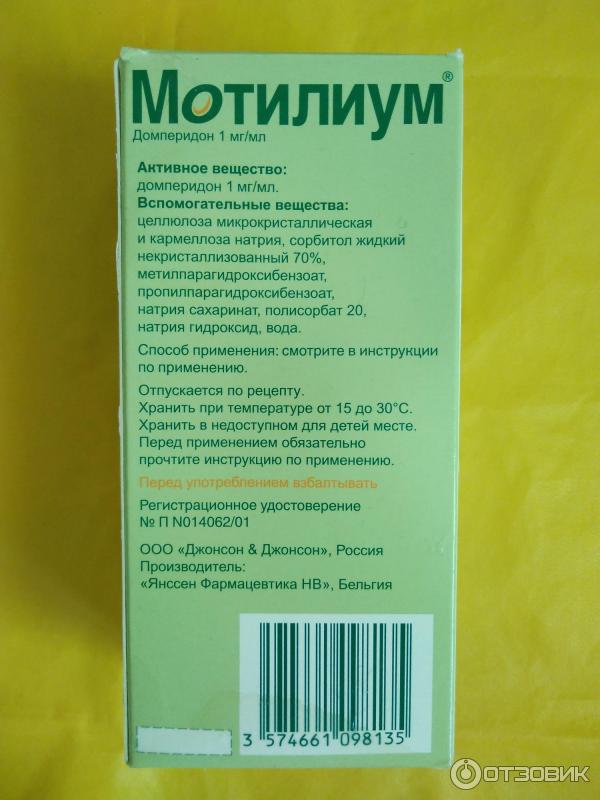 Мотилиум®
Домперидон 1 мг/мл
Активное вещество:
домперидон 1 мг/мл.
Вспомогательные вещества:
целлюлоза микрокристаллическая
и кармеллоза натрия, сорбитол жидкий
некристаллизованный 70%,
метилпарагидроксибензоат,
пропилпарагидроксибензоат,
натрия сахаринат, полисорбат 20,
натрия гидроксид, вода.
Способ применения: смотрите в инструкции
по применению.
Отпускается по рецепту.
Хранить при температуре от 15 до 30°С.
Хранить в недоступном для детей месте.
Перед применением обязательно
прочтите инструкцию по применению.
Перед употреблением взбалтывать
Регистрационное удостоверение
№ П N014062/01
ООО «Джонсон & Джонсон», Россия
Производитель:
«Янссен Фармацевтика НВ», Бельгия
3 574661 098135
ОТЗОВИК